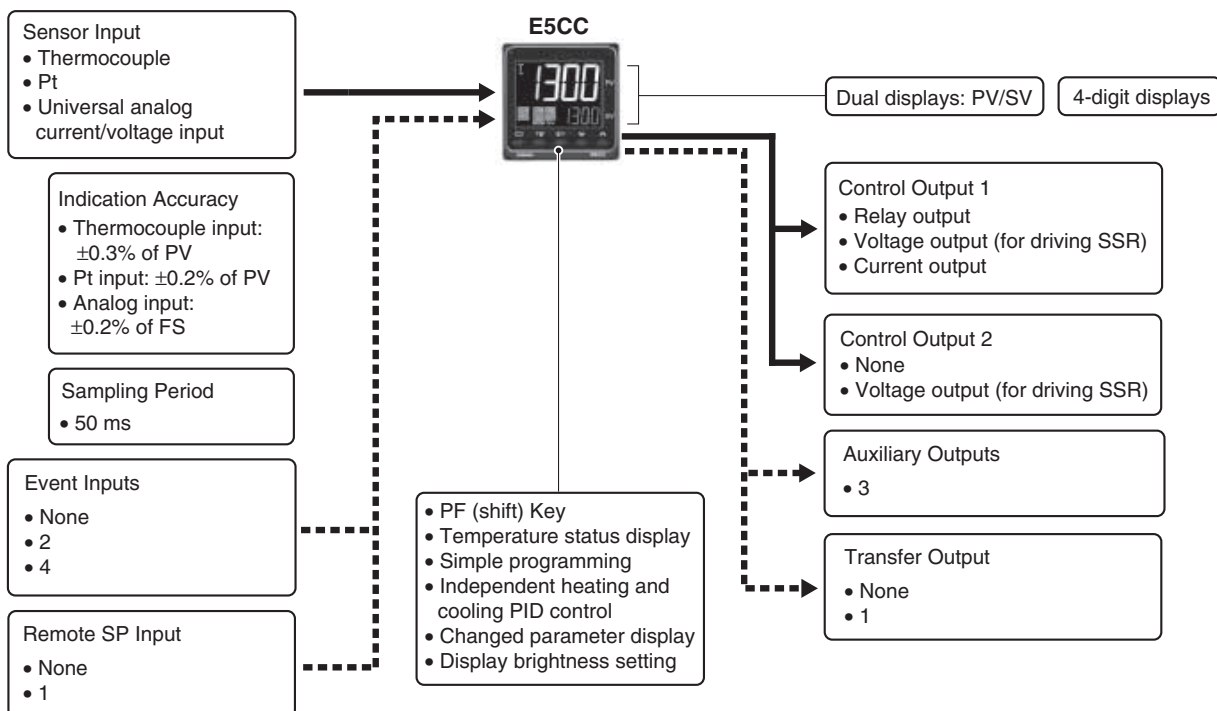 Sensor Input
• Thermocouple
• Pt
• Universal analog
current/voltage input
Indication Accuracy
• Thermocouple input:
±0.3% of PV
• Pt input: ±0.2% of PV
• Analog input:
±0.2% of FS
Sampling Period
• 50 ms
Event Inputs
• None
• 2
• 4
Remote SP Input
• None
• 1
E5CC
1300
PV
1300
SV
• PF (shift) Key
• Temperature status display
• Simple programming
• Independent heating and
cooling PID control
• Changed parameter display
• Display brightness setting
Dual displays: PV/SV
4-digit displays
Control Output 1
• Relay output
• Voltage output (for driving SSR)
• Current output
Control Output 2
• None
• Voltage output (for driving SSR)
Auxiliary Outputs
• 3
Transfer Output
• None
• 1